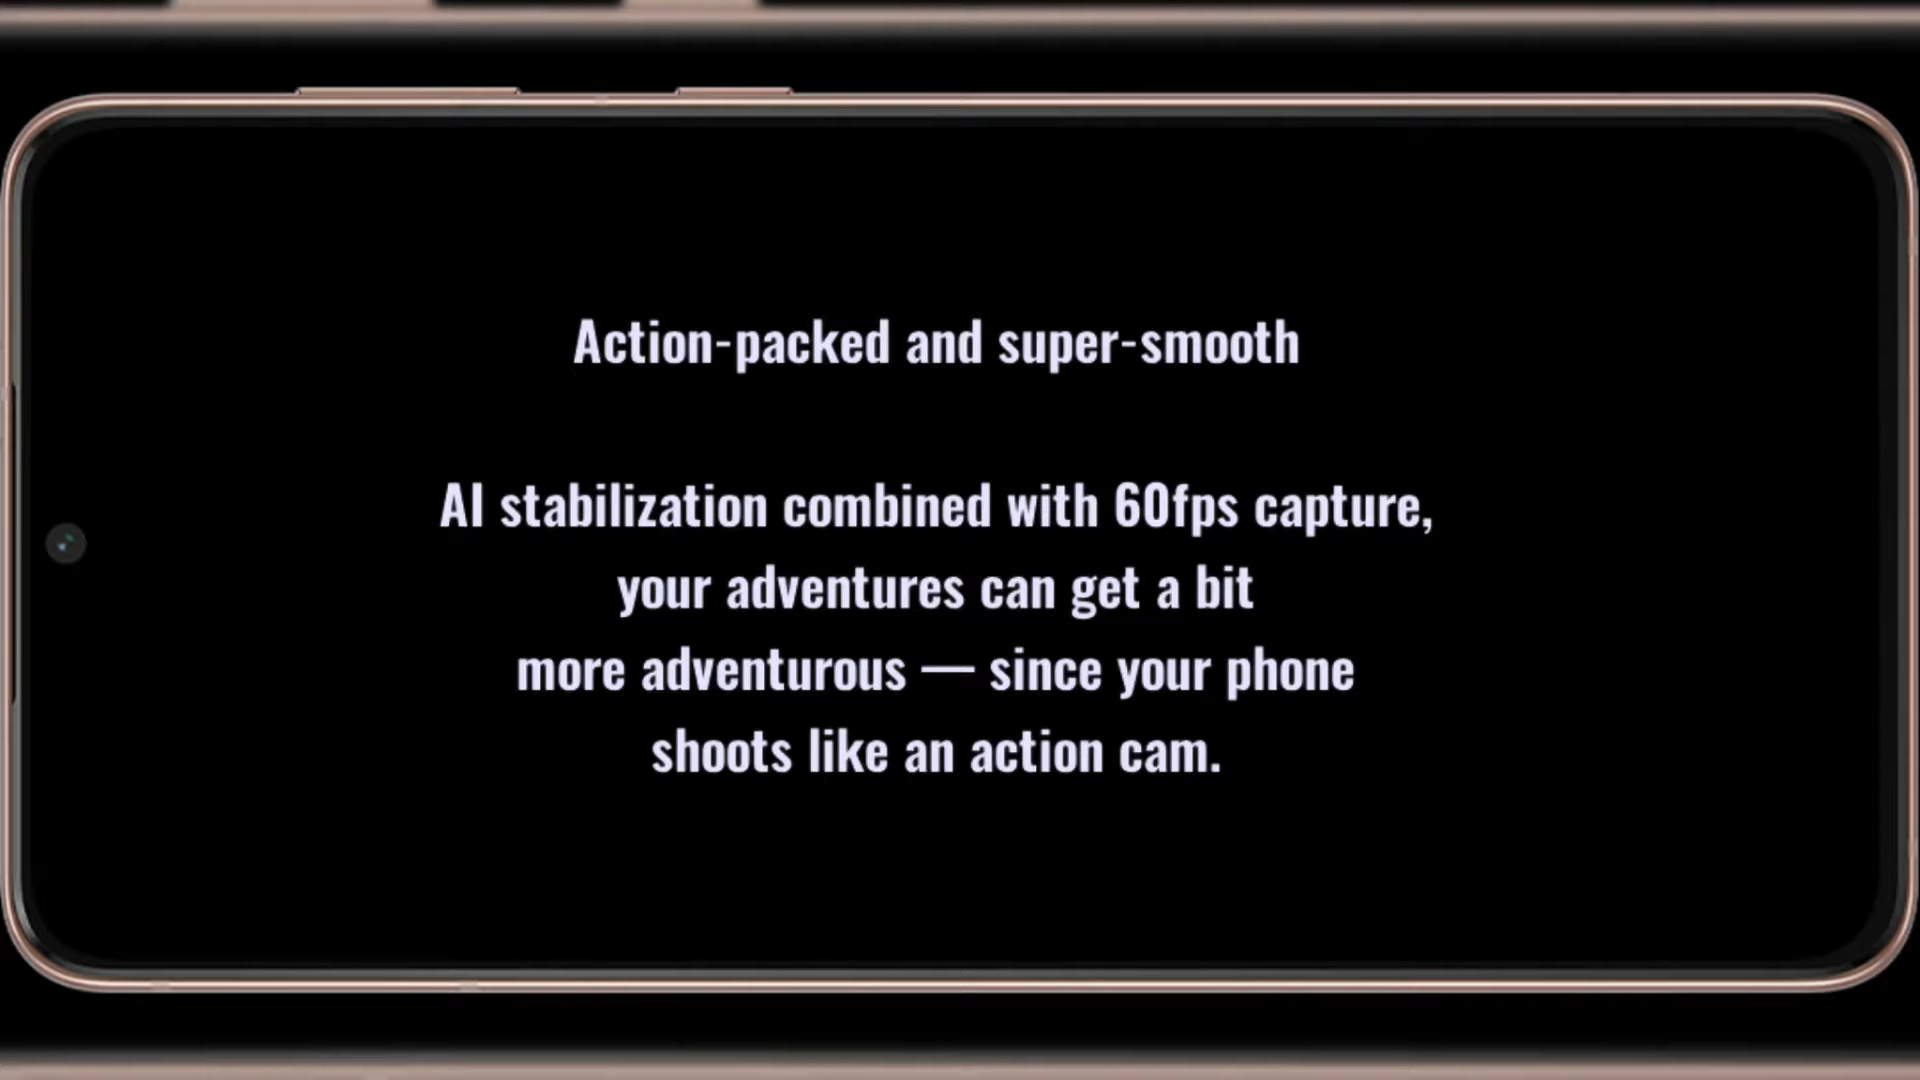 Action-packed and super-smooth
AI stabilization combined with 60fps capture,
your adventures can get a bit
more adventurous — since your phone
shoots like an action cam.